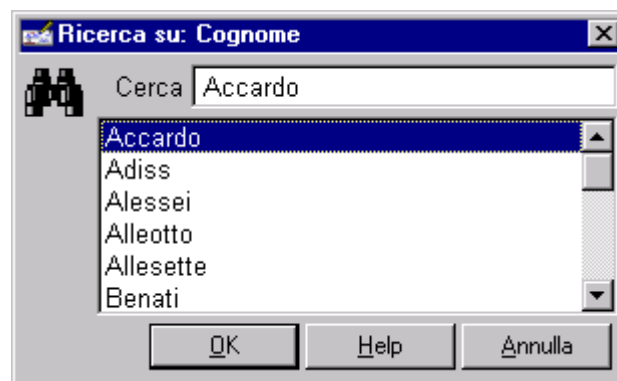 Ricerca su: Cognome
Cerca Accardo
Accardo
Adiss
Alessei
Alleotto
Allesette
Benati
OK Help Annulla